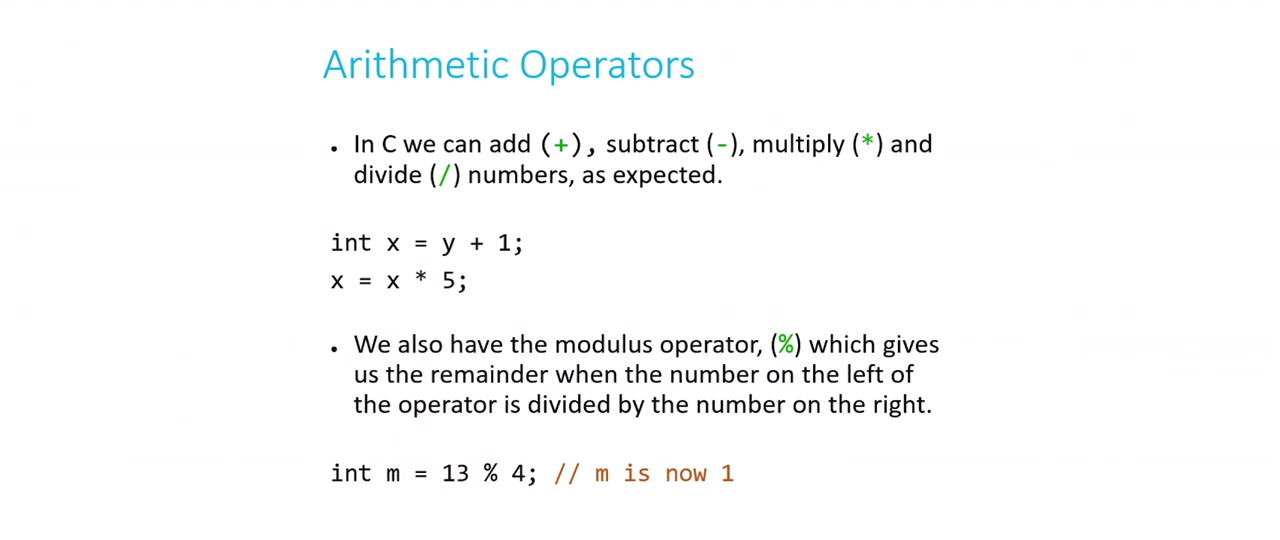 Arithmetic Operators
• In C we can add (+), subtract (-), multiply (*) and
divide (/) numbers, as expected.
int x = y + 1;
x = x * 5;
• We also have the modulus operator, (%) which gives
us the remainder when the number on the left of
the operator is divided by the number on the right.
int m = 13 % 4; // m is now 1